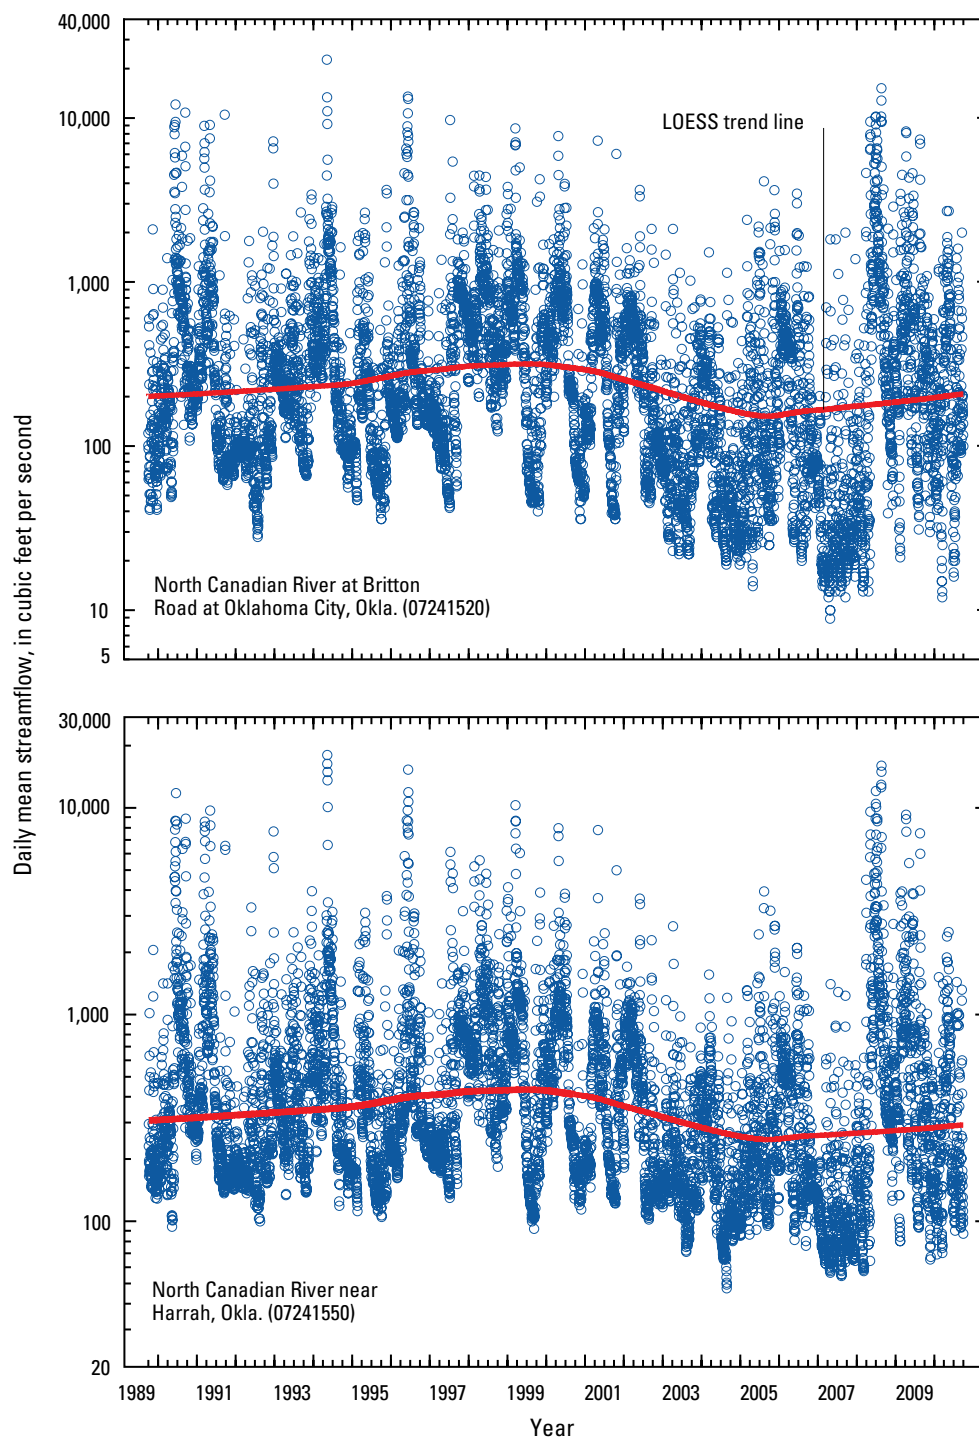 Daily mean streamflow, in cubic feet per second
40,000
10,000
1,000
100
10
5
LOESS trend line
North Canadian River at Britton
Road at Oklahoma City, Okla. (07241520)
30,000
10,000
1,000
100
20
North Canadian River near
Harrah, Okla. (07241550)
1989 1991 1993 1995 1997 1999 2001 2003 2005 2007 2009
Year